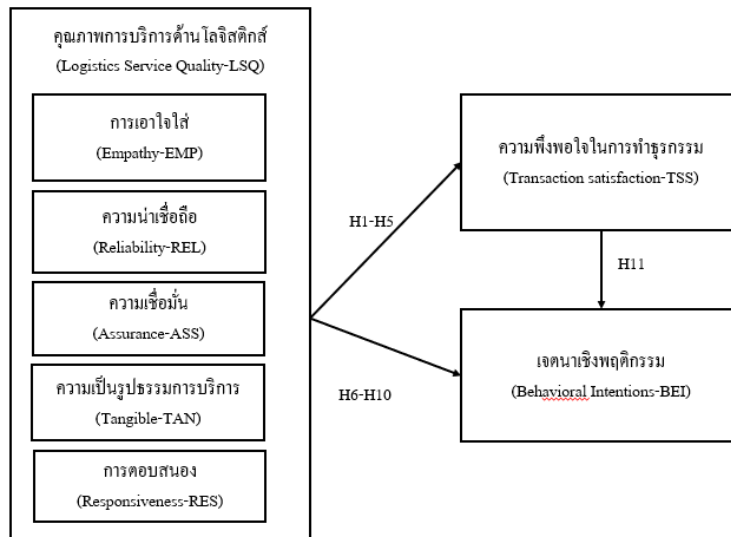 คุณภาพการบริการด้านโลจิสติกส์
(Logistics Service Quality-LSQ)
การเอาใจใส่
(Empathy-EMP)
ความน่าเชื่อถือ
(Reliability-REL)
ความเชื่อมั่น
(Assurance-ASS)
ความเป็นรูปธรรมการบริการ
(Tangible-TAN)
การตอบสนอง
(Responsiveness-RES)
H1-H5
H6-H10
ความพึงพอใจในการทำธุรกรรม
(Transaction satisfaction-TSS)
H11
เจตนาเชิงพฤติกรรม
(Behavioral Intentions-BEI)